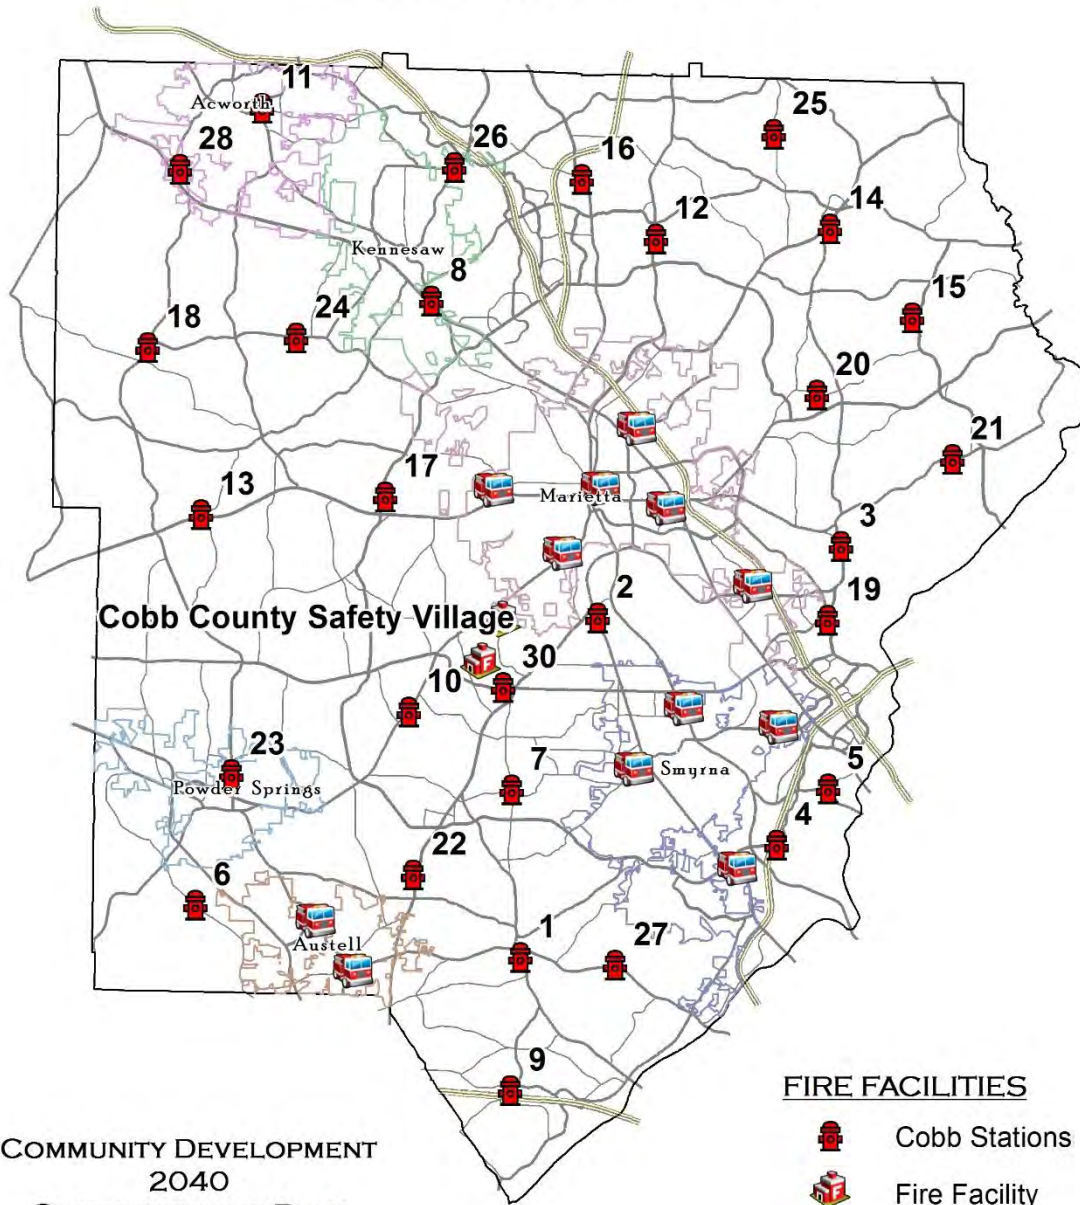 11
Acworth
28
26
16
25
12
14
Kennesaw
8
15
18
24
20
21
17
13
Marietta
3
2
19
Cobb County Safety Village
30
10
23
7
5
Powder Springs
Smyrna
4
22
6
1
27
Austell
9
FIRE FACILITIES
Cobb Stations
Fire Facility
COMMUNITY DEVELOPMENT
2040